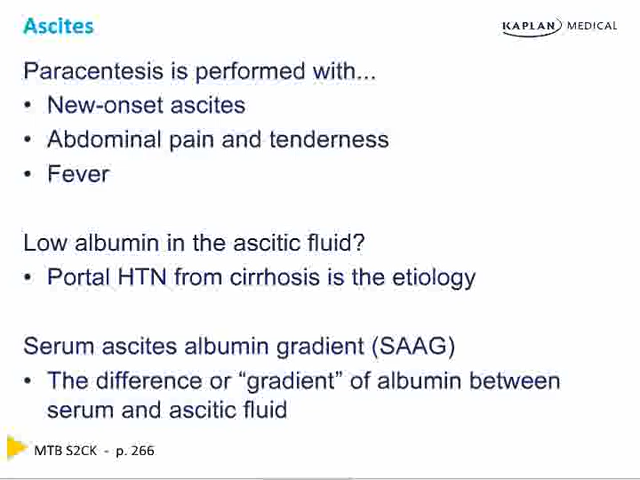 Ascites
KAPLAN MEDICAL
Paracentesis is performed with...
• New-onset ascites
• Abdominal pain and tenderness
• Fever
Low albumin in the ascitic fluid?
• Portal HTN from cirrhosis is the etiology
Serum ascites albumin gradient (SAAG)
• The difference or “gradient” of albumin between
serum and ascitic fluid
MTB S2CK - p. 266